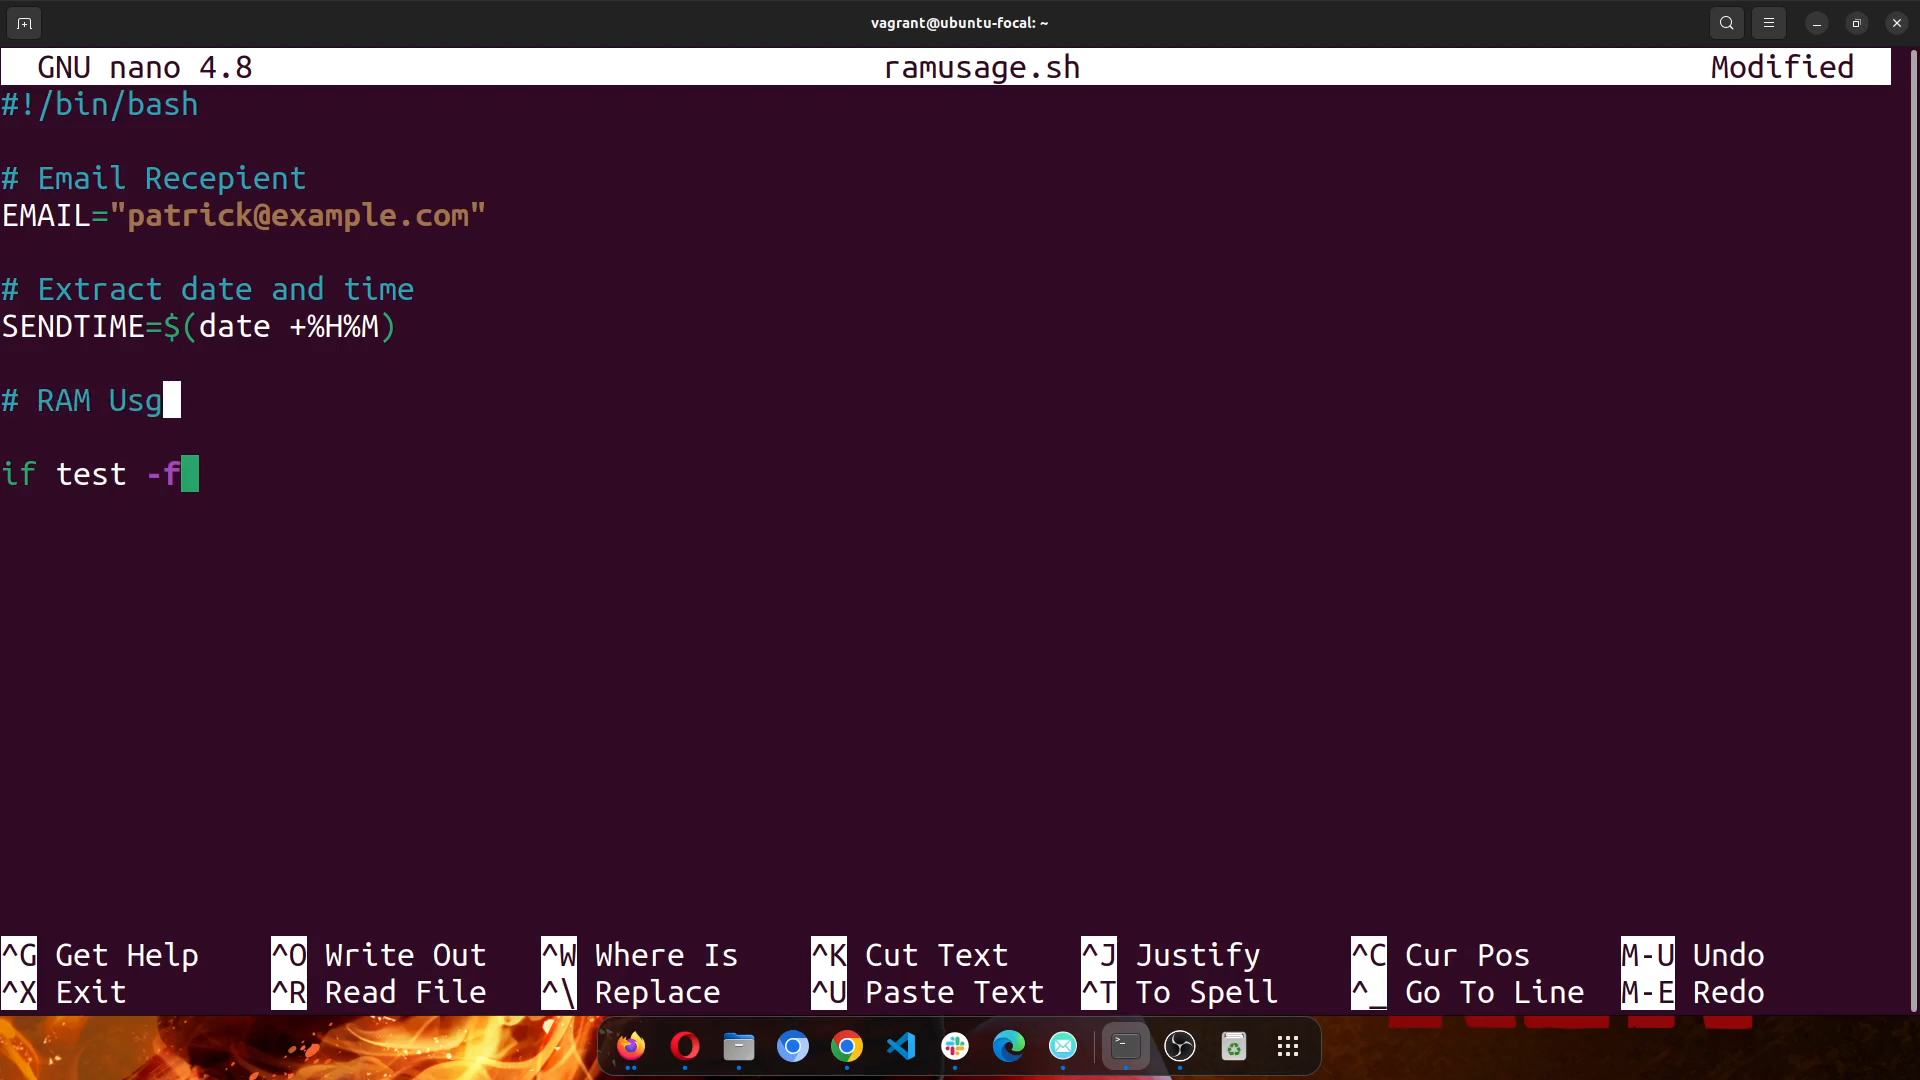 vagrant@ubuntu-focal: ~
GNU nano 4.8 ramusage.sh Modified
#!/bin/bash
# Email Recepient
EMAIL="patrick@example.com"
# Extract date and time
SENDTIME=$(date +%H%M)
# RAM Usg
if test -f
^G Get Help ^O Write Out ^W Where Is ^K Cut Text ^J Justify ^C Cur Pos M-U Undo
^X Exit ^R Read File ^\ Replace ^U Paste Text ^T To Spell ^_ Go To Line M-E Redo